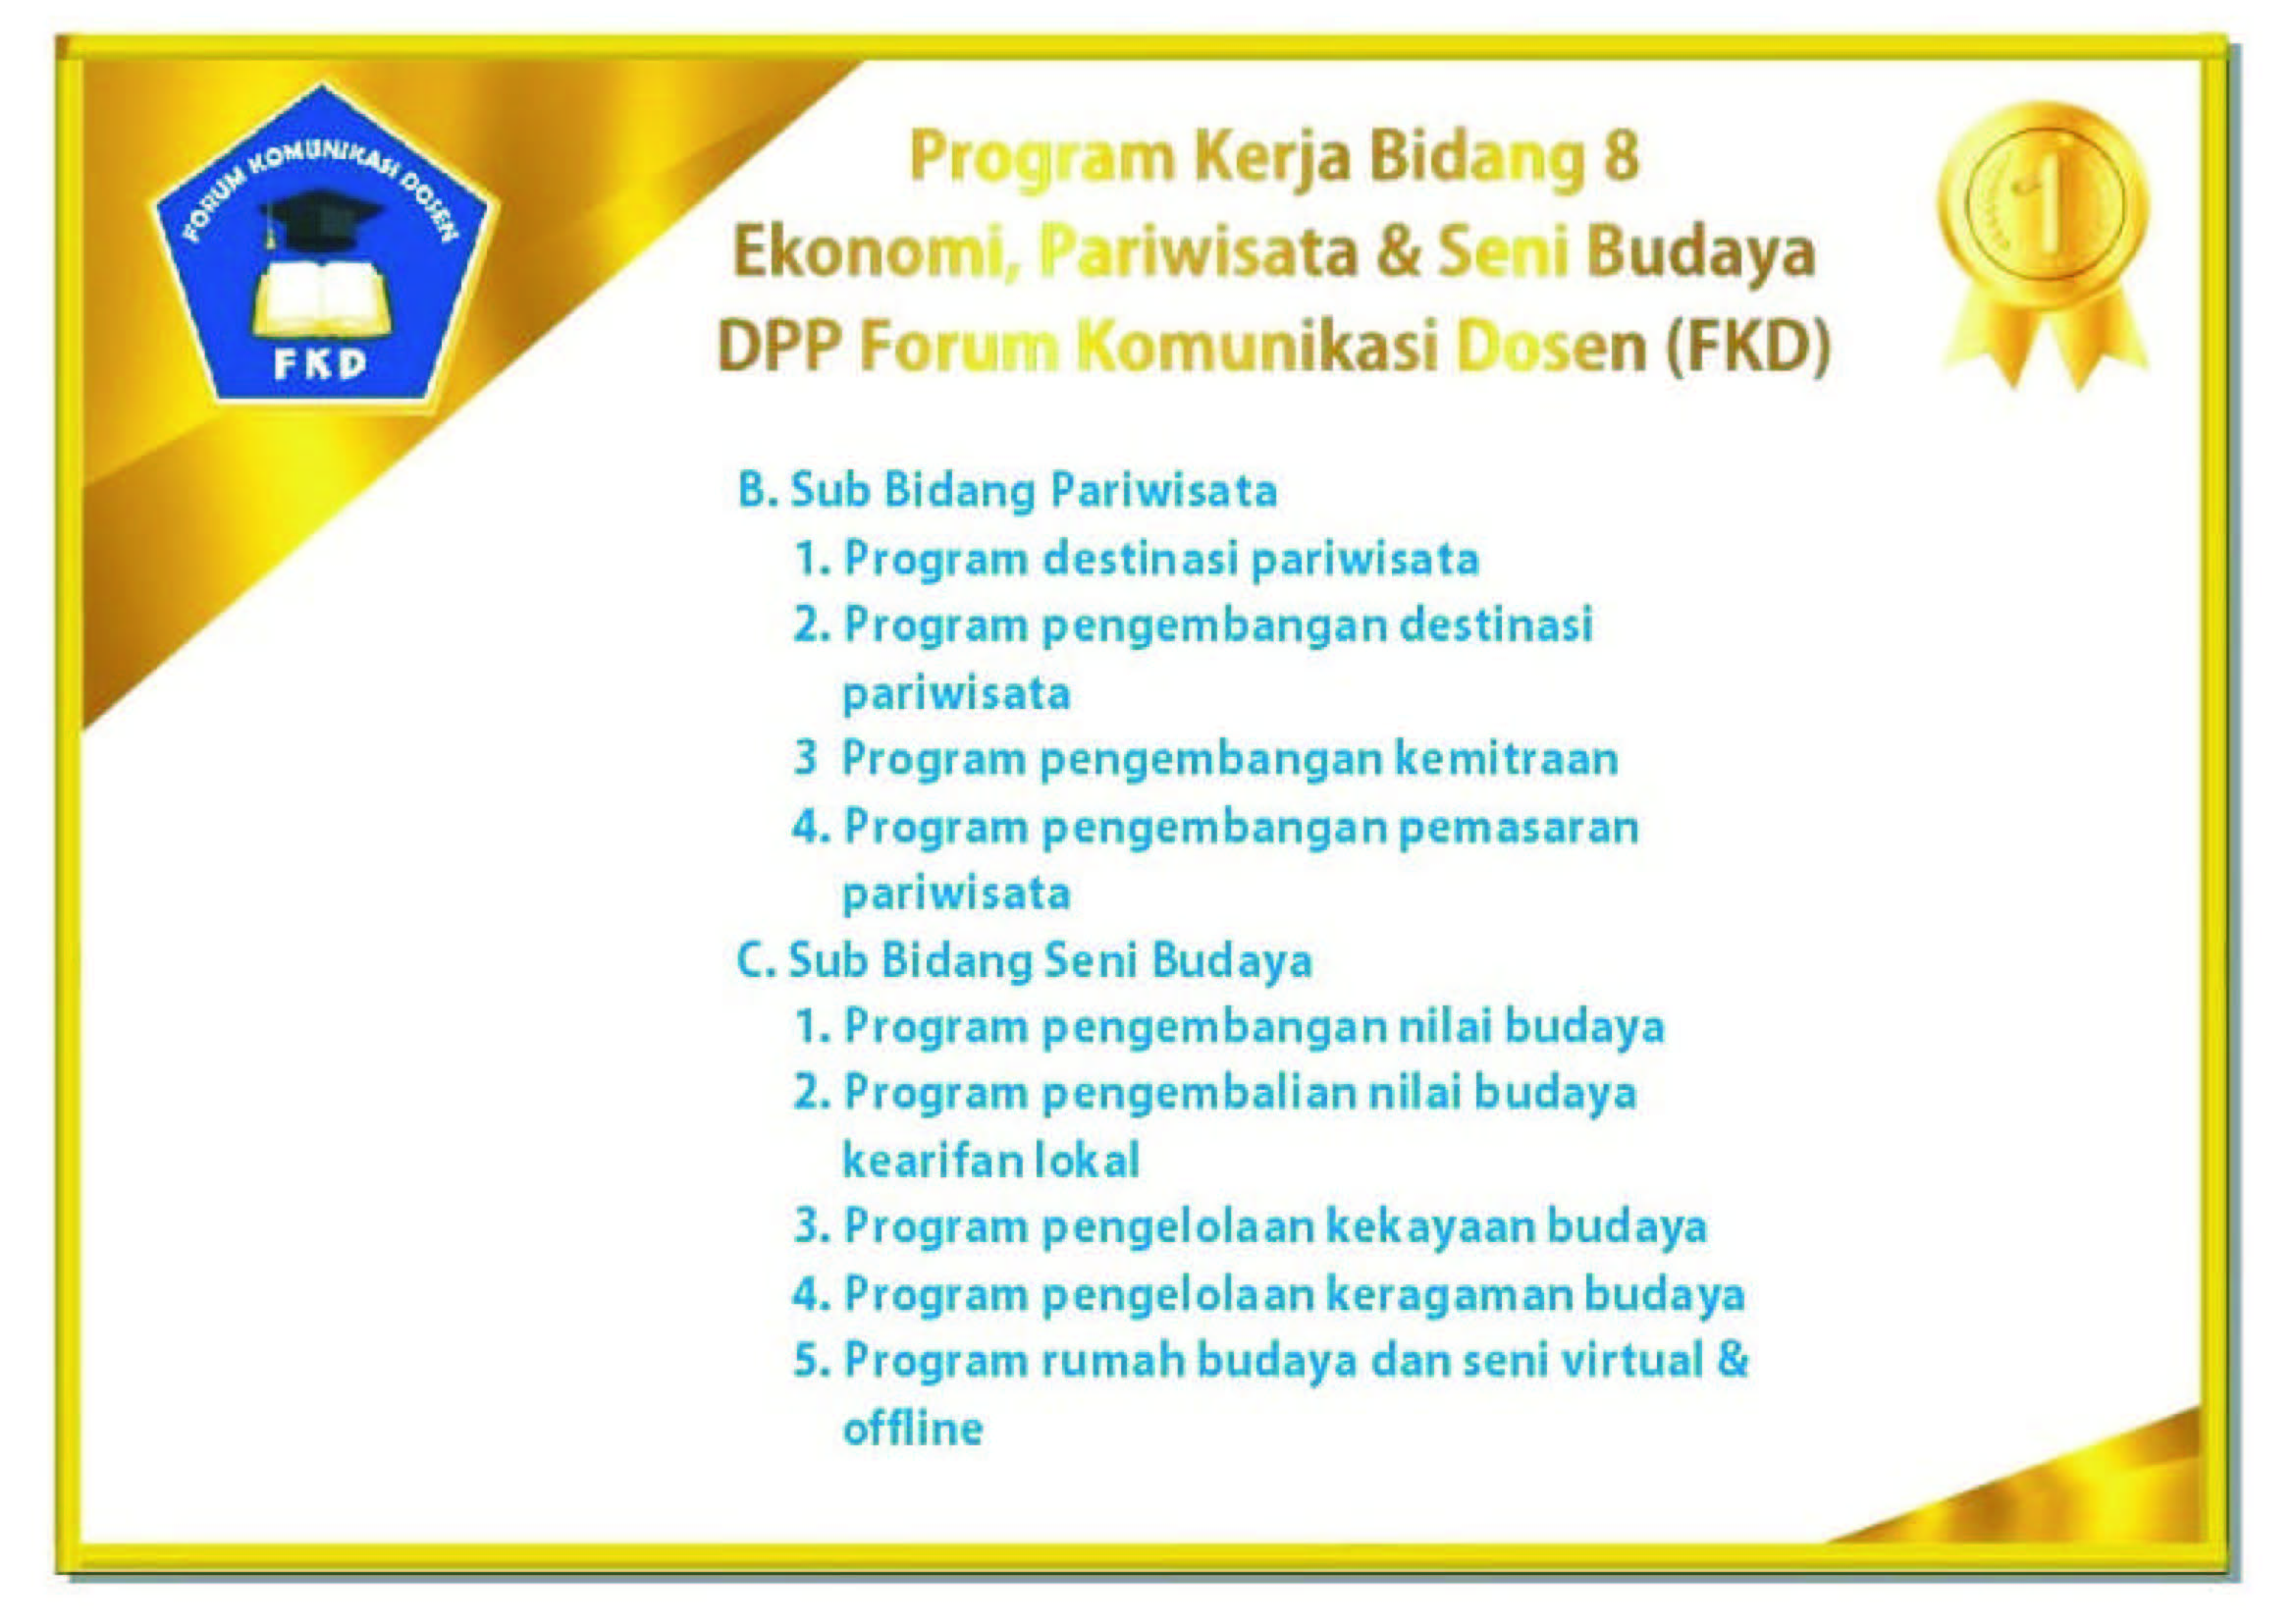 FORUM KOMUNIKASI DOSEN
FKD
Program Kerja Bidang 8
Ekonomi, Pariwisata & Seni Budaya
DPP Forum Komunikasi Dosen (FKD)
1
B. Sub Bidang Pariwisata
1. Program destinasi pariwisata
2. Program pengembangan destinasi
pariwisata
3 Program pengembangan kemitraan
4. Program pengembangan pemasaran
pariwisata
C. Sub Bidang Seni Budaya
1. Program pengembangan nilai budaya
2. Program pengembalian nilai budaya
kearifan lokal
3. Program pengelolaan kekayaan budaya
4. Program pengelolaan keragaman budaya
5. Program rumah budaya dan seni virtual &
offline